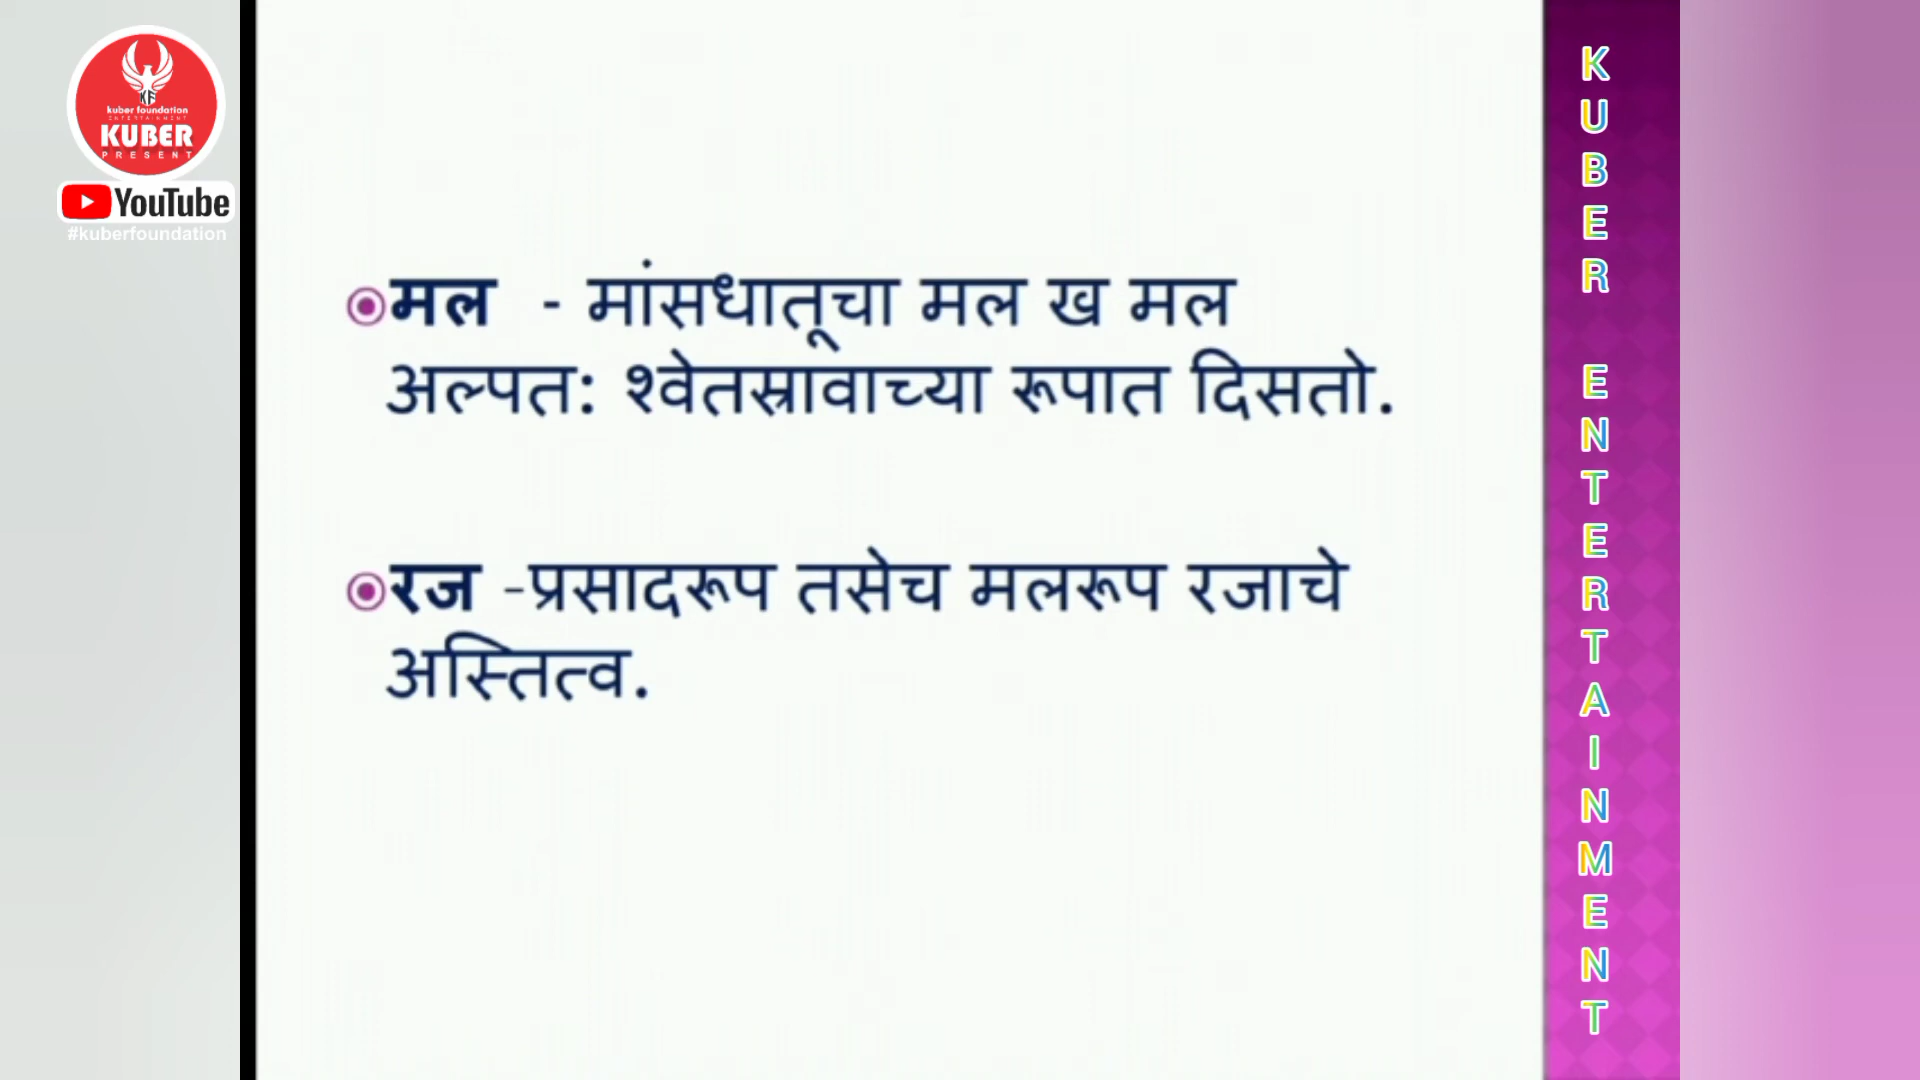 kuber foundation
ENTERTAINMENT
KUBER
PRESENT
YouTube
#kuberfoundation
मल - मांसधातूचा मल ख मल
अल्पत: श्वेतस्रावाच्या रूपात दिसतो.
रज -प्रसादरूप तसेच मलरूप रजाचे
अस्तित्व.
KUBER ENTERTAINMENT